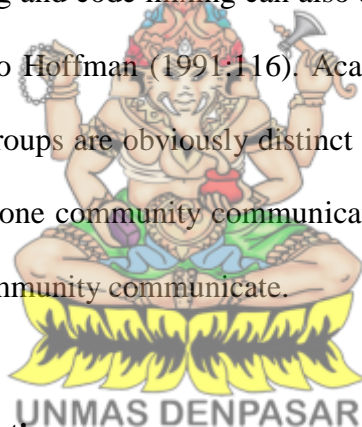 g and code mixing can also
o Hoffman (1991:116). Aca
roups are obviously distinct
one community communica
mmunity communicate.
UNMAS DENPASAR